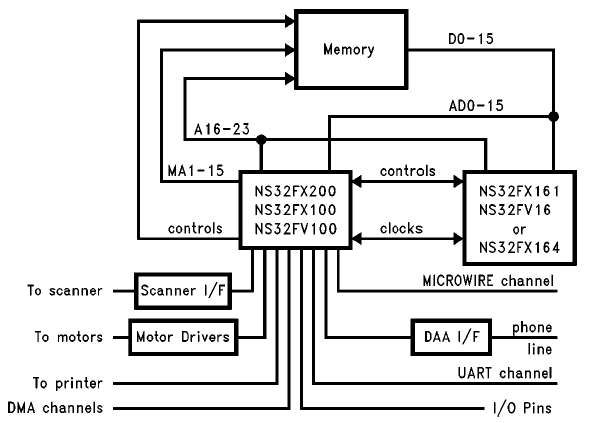 Memory
D0-15
AD0-15
A16-23
MA1-15
controls
NS32FX200
NS32FX100
NS32FV100
controls
clocks
NS32FX161
NS32FV16
or
NS32FX164
To scanner
Scanner I/F
MICROWIRE channel
To motors
Motor Drivers
DAA I/F
phone
line
To printer
UART channel
DMA channels
I/O Pins